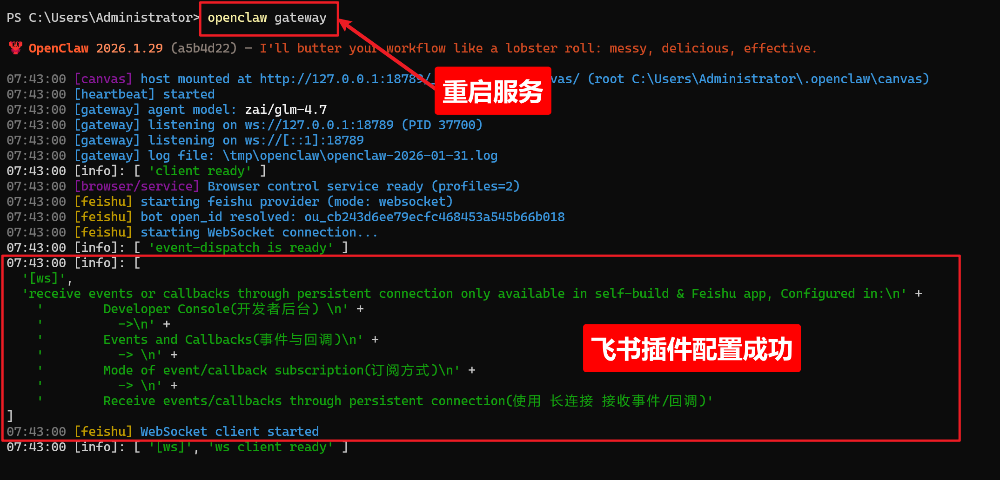 PS C:\Users\Administrator> openclaw gateway
OpenClaw 2026.1.29 (a5b4d22) — I'll butter your workflow like a lobster roll: messy, delicious, effective.
07:43:00 [canvas] host mounted at http://127.0.0.1:18789/_ vas/ (root C:\Users\Administrator\.openclaw\canvas)
重启服务
07:43:00 [heartbeat] started
07:43:00 [gateway] agent model: zai/glm-4.7
07:43:00 [gateway] listening on ws://127.0.0.1:18789 (PID 37700)
07:43:00 [gateway] listening on ws://[::1]:18789
07:43:00 [gateway] log file: \tmp\openclaw\openclaw-2026-01-31.log
07:43:00 [info]: [ 'client ready' ]
07:43:00 [browser/service] Browser control service ready (profiles=2)
07:43:00 [feishu] starting feishu provider (mode: websocket)
07:43:00 [feishu] bot open_id resolved: ou_cb243d6ee79ecfc468453a545b66b018
07:43:00 [feishu] starting WebSocket connection...
07:43:00 [info]: [ 'event-dispatch is ready' ]
07:43:00 [info]: [
'[ws]',
'receive events or callbacks through persistent connection only available in self-build & Feishu app, Configured in:\n' +
'        Developer Console(开发者后台) \n' +
'          ->\n' +
'        Events and Callbacks(事件与回调)\n' +
'          -> \n' +
'        Mode of event/callback subscription(订阅方式)\n' +
'          -> \n' +
'        Receive events/callbacks through persistent connection(使用 长连接 接收事件/回调)'
]
飞书插件配置成功
07:43:00 [feishu] WebSocket client started
07:43:00 [info]: [ '[ws]', 'ws client ready' ]